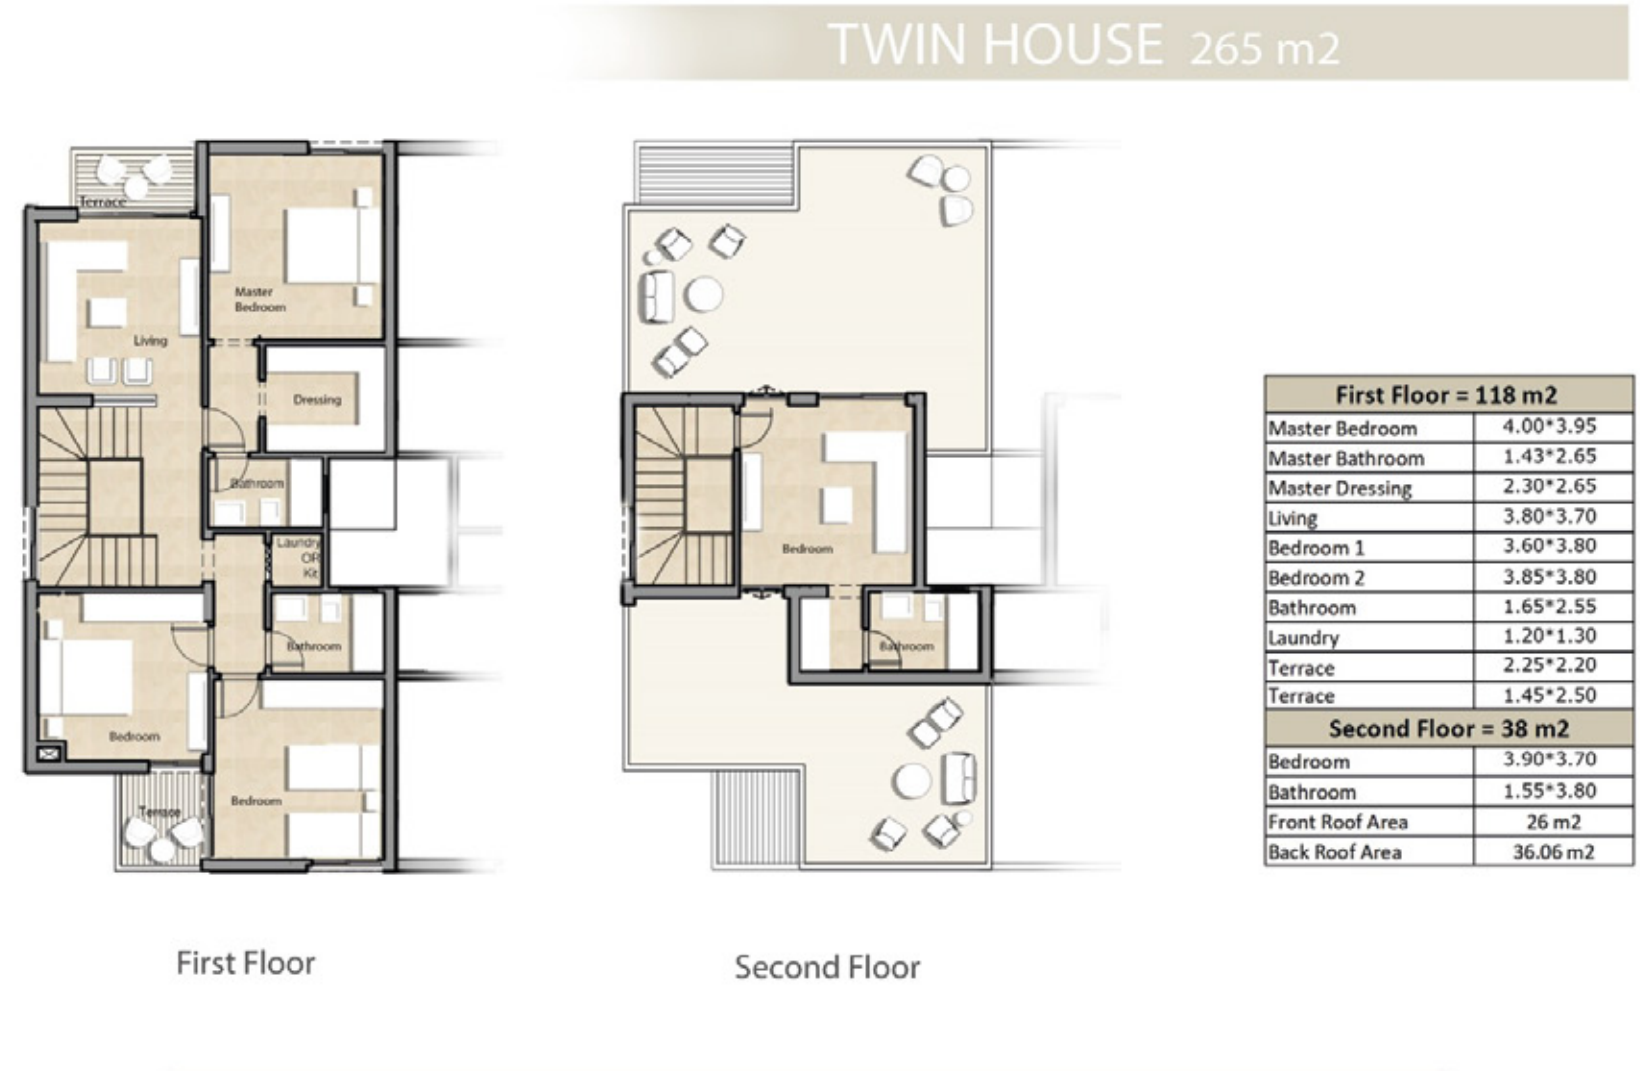 TWIN HOUSE 265 m2
Terrace
Master
Bedroom
Living
Dressing
Bathroom
Laundry
OR
Kit
Bathroom
Bedroom
Bedroom
Terrace
Bedroom
Bathroom
First Floor = 118 m2
Master Bedroom 4.00*3.95
Master Bathroom 1.43*2.65
Master Dressing 2.30*2.65
Living 3.80*3.70
Bedroom 1 3.60*3.80
Bedroom 2 3.85*3.80
Bathroom 1.65*2.55
Laundry 1.20*1.30
Terrace 2.25*2.20
Terrace 1.45*2.50
Second Floor = 38 m2
Bedroom 3.90*3.70
Bathroom 1.55*3.80
Front Roof Area 26 m2
Back Roof Area 36.06 m2
First Floor
Second Floor